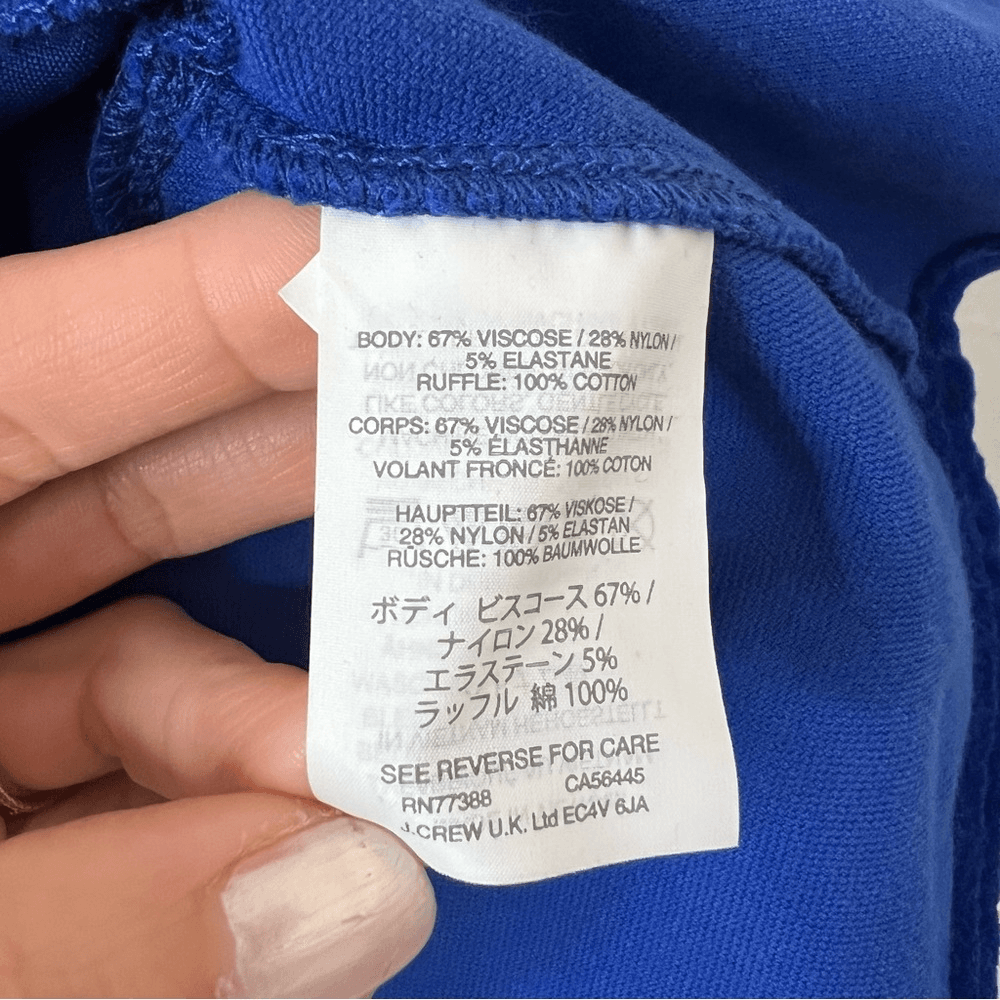 BODY: 67% VISCOSE / 28% NYLON /
5% ELASTANE
RUFFLE: 100% COTTON
CORPS: 67% VISCOSE / 28% NYLON /
5% ÉLASTHANNE
VOLANT FRONCÉ: 100% COTON
HAUPTTEIL: 67% VISKOSE /
28% NYLON / 5% ELASTAN
RÜSCHE: 100% BAUMWOLLE
ボディ ビスコース 67% /
ナイロン 28% /
エラステーン 5%
ラッフル 綿 100%
SEE REVERSE FOR CARE
RN77388 CA56445
J.CREW U.K. Ltd EC4V 6JA